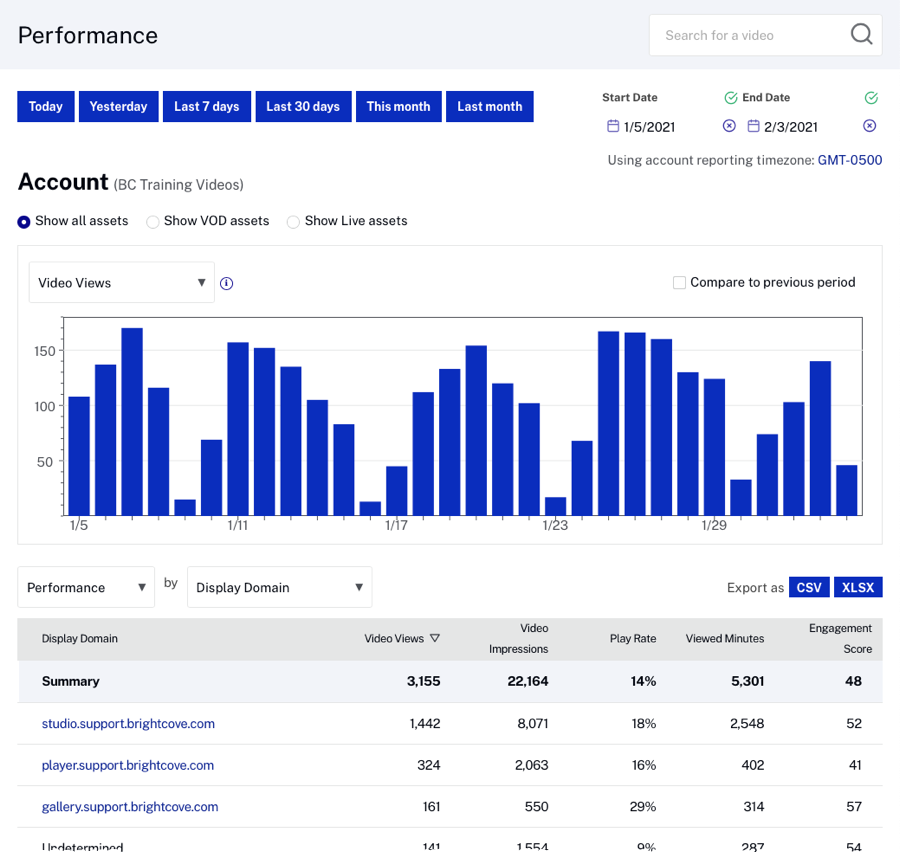 Performance
Search for a video
Today Yesterday Last 7 days Last 30 days This month Last month
Start Date End Date
1/5/2021 2/3/2021
Using account reporting timezone: GMT-0500
Account (BC Training Videos)
Show all assets Show VOD assets Show Live assets
Video Views ▼ i Compare to previous period
150
100
50
1/5 1/11 1/17 1/23 1/29
Performance ▼ by Display Domain ▼ Export as CSV XLSX
Display Domain Video Views ▽ Video Impressions Play Rate Viewed Minutes Engagement Score
Summary 3,155 22,164 14% 5,301 48
studio.support.brightcove.com 1,442 8,071 18% 2,548 52
player.support.brightcove.com 324 2,063 16% 402 41
gallery.support.brightcove.com 161 550 29% 314 57
Undetermined 141 1,554 9% 287 54